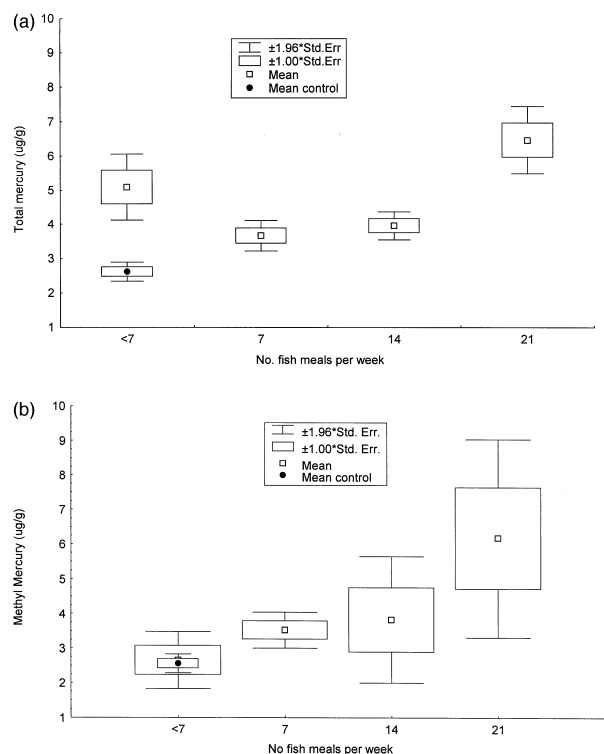 (a)
10
9
8
7
6
5
4
3
2
1
Total mercury (ug/g)
±1.96*Std.Err
±1.00*Std.Err
Mean
Mean control
<7 7 14 21
No. fish meals per week
(b)
10
9
8
7
6
5
4
3
2
1
Methyl Mercury (ug/g)
±1.96*Std. Err.
±1.00*Std. Err.
Mean
Mean control
<7 7 14 21
No fish meals per week